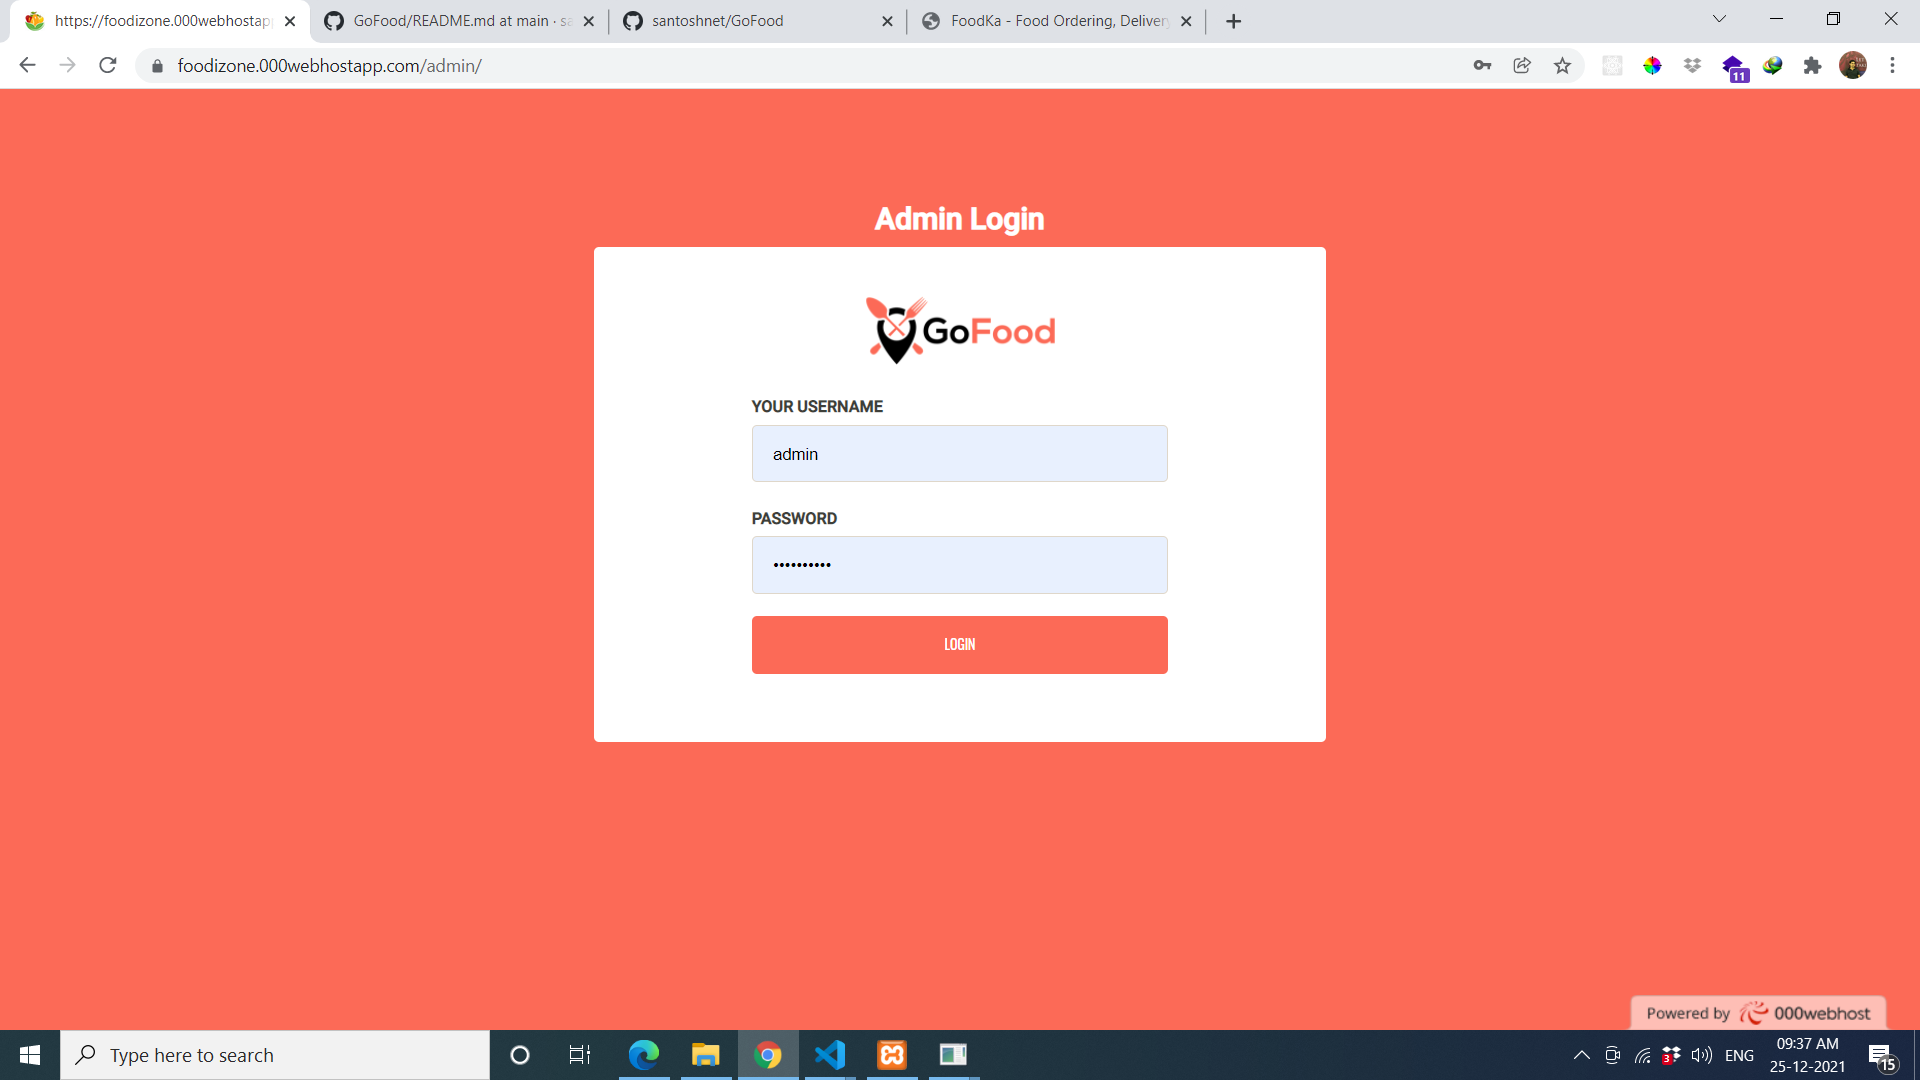 https://foodizone.000webhostapp
GoFood/README.md at main · sa
santoshnet/GoFood
FoodKa - Food Ordering, Delivery
foodizone.000webhostapp.com/admin/
11
Admin Login
GoFood
YOUR USERNAME
admin
PASSWORD
••••••••••
LOGIN
Powered by 000webhost
Type here to search
3
ENG
09:37 AM
25-12-2021
15